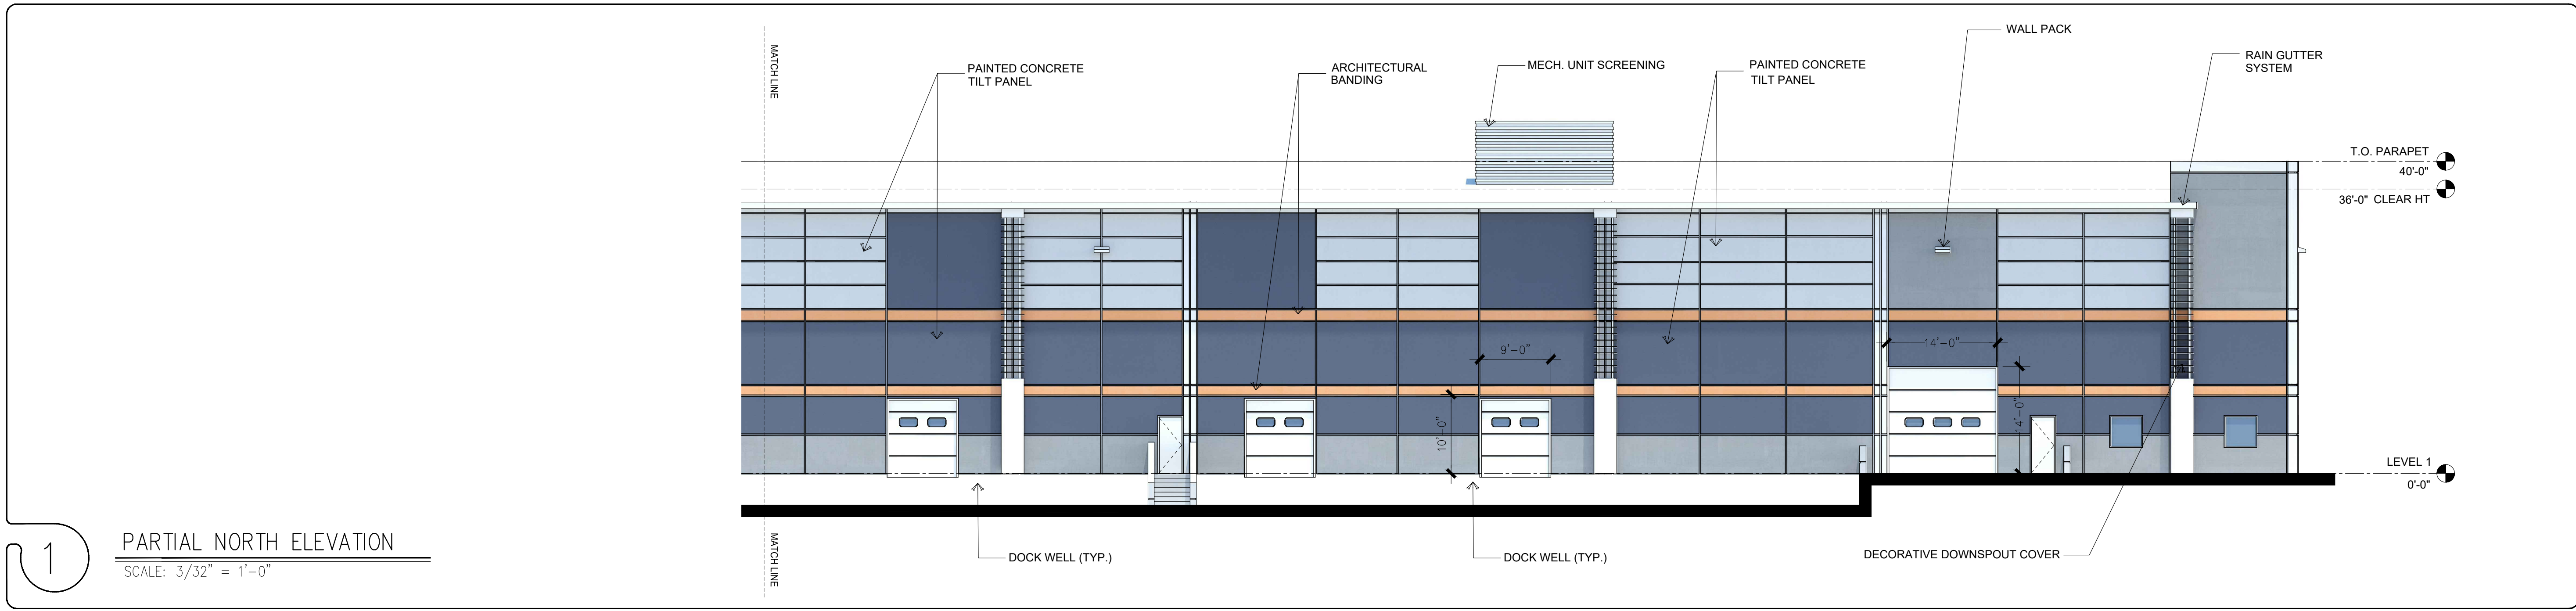 WALL PACK
MATCH LINE
PAINTED CONCRETE
TILT PANEL
ARCHITECTURAL
BANDING
MECH. UNIT SCREENING
PAINTED CONCRETE
TILT PANEL
RAIN GUTTER
SYSTEM
T.O. PARAPET
40'-0"
36'-0" CLEAR HT
9'-0"
14'-0"
10'-0"
14'-0"
LEVEL 1
0'-0"
1
PARTIAL NORTH ELEVATION
SCALE: 3/32" = 1'-0"
MATCH LINE
DOCK WELL (TYP.)
DOCK WELL (TYP.)
DECORATIVE DOWNSPOUT COVER